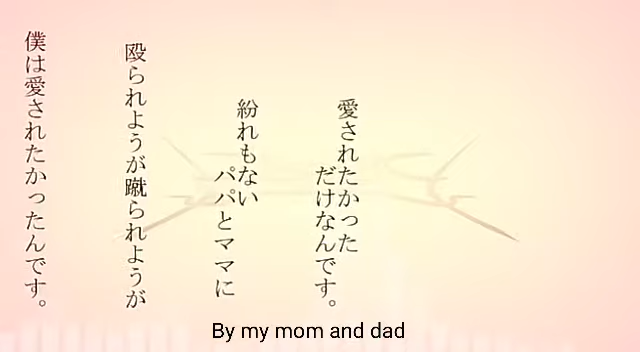 愛されたかった
だけなんです。
紛れもない
パパとママに
殴られようが蹴られようが
僕は愛されたかったんです。
By my mom and dad